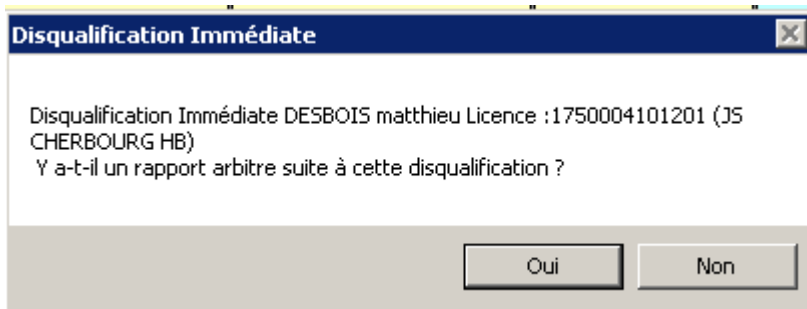 Disqualification Immédiate
Disqualification Immédiate DESBOIS matthieu Licence :1750004101201 (JS
CHERBOURG HB)
Y a-t-il un rapport arbitre suite à cette disqualification ?
Oui
Non